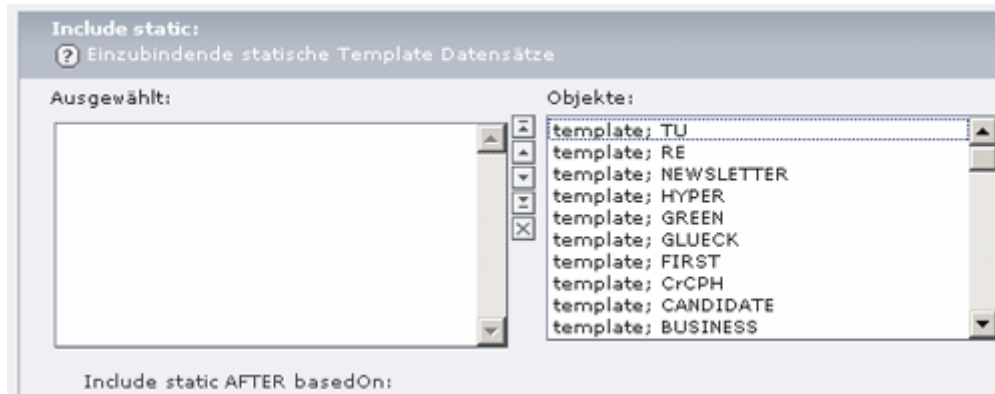 Include static:
Einzubindende statische Template Datensätze
Ausgewählt:
Objekte:
template; TU
template; RE
template; NEWSLETTER
template; HYPER
template; GREEN
template; GLUECK
template; FIRST
template; CrCPH
template; CANDIDATE
template; BUSINESS
Include static AFTER basedOn: